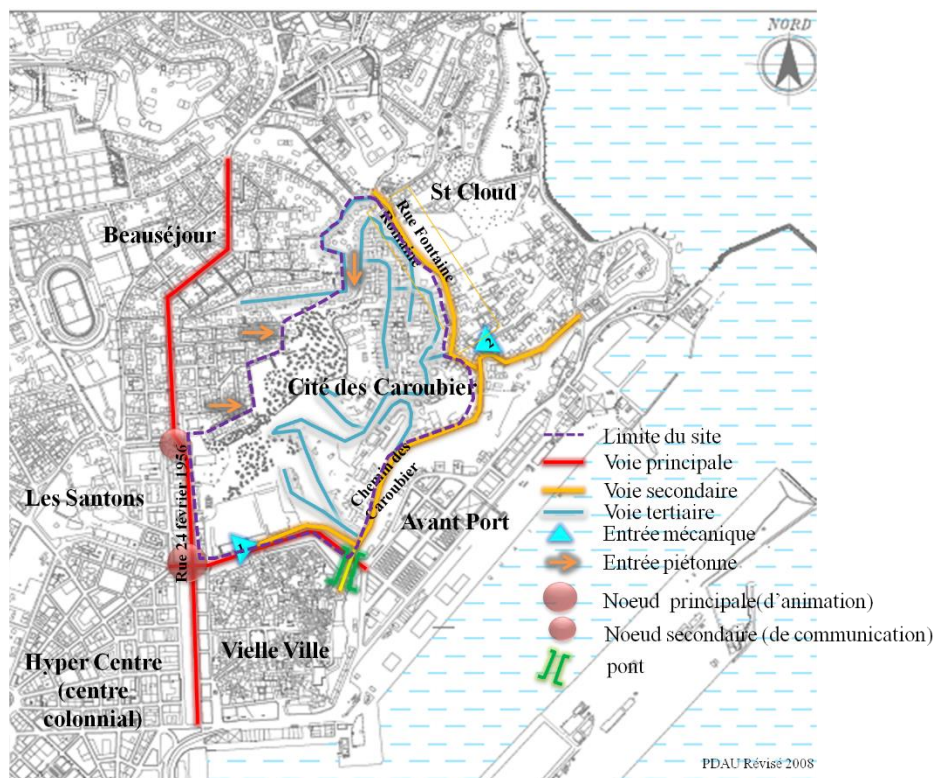 NORD
St Cloud
Rue Fontaine
Romaine
Beauséjour
2
Cité des Caroubier
Limite du site
Voie principale
Chemin des
Caroubier
Voie secondaire
Les Santons
Rue 24 février 1956
Voie tertiaire
Avant Port
Entrée mécanique
1
Entrée piétonne
Noeud principale(d'animation)
Noeud secondaire (de communication)
Vielle Ville
Hyper Centre
(centre
colonnial)
pont
PDAU Révisé 2008